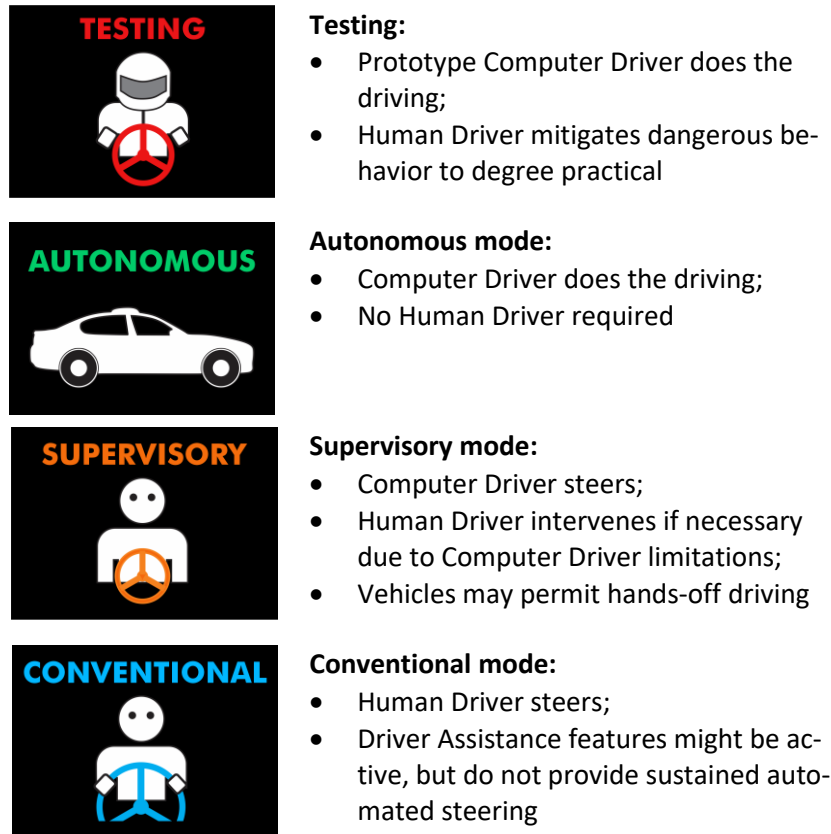 TESTING
Testing:
• Prototype Computer Driver does the
driving;
• Human Driver mitigates dangerous be-
havior to degree practical
AUTONOMOUS
Autonomous mode:
• Computer Driver does the driving;
• No Human Driver required
SUPERVISORY
Supervisory mode:
• Computer Driver steers;
• Human Driver intervenes if necessary
due to Computer Driver limitations;
• Vehicles may permit hands-off driving
CONVENTIONAL
Conventional mode:
• Human Driver steers;
• Driver Assistance features might be ac-
tive, but do not provide sustained auto-
mated steering